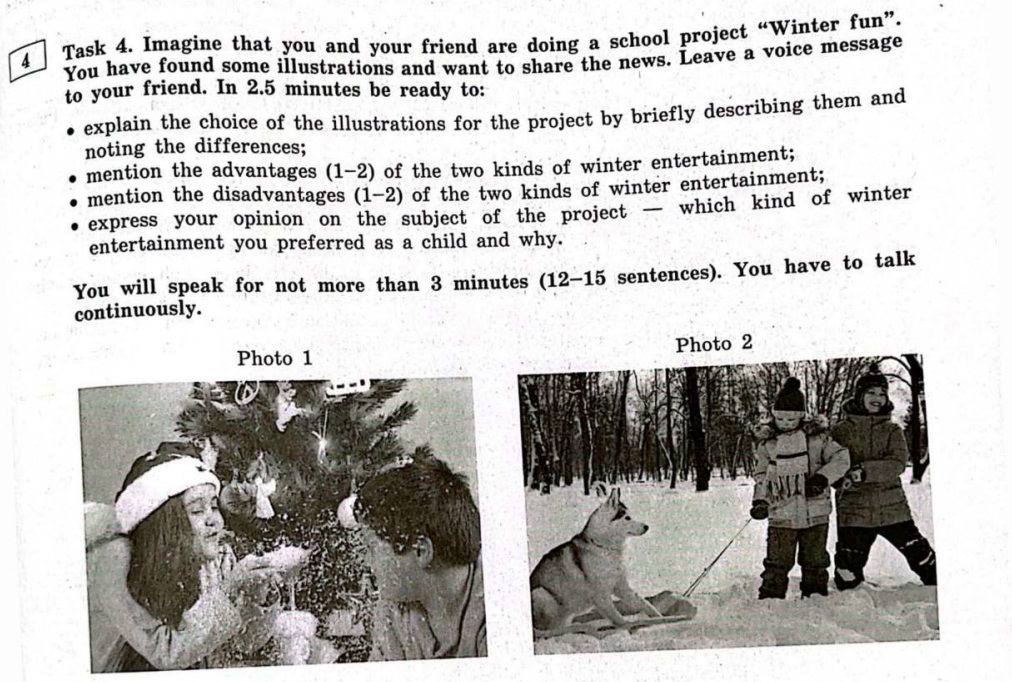 4
Task 4. Imagine that you and your friend are doing a school project “Winter fun”.
You have found some illustrations and want to share the news. Leave a voice message
to your friend. In 2.5 minutes be ready to:
• explain the choice of the illustrations for the project by briefly describing them and
noting the differences;
• mention the advantages (1–2) of the two kinds of winter entertainment;
• mention the disadvantages (1–2) of the two kinds of winter entertainment;
• express your opinion on the subject of the project — which kind of winter
entertainment you preferred as a child and why.
You will speak for not more than 3 minutes (12–15 sentences). You have to talk
continuously.
Photo 1
Photo 2